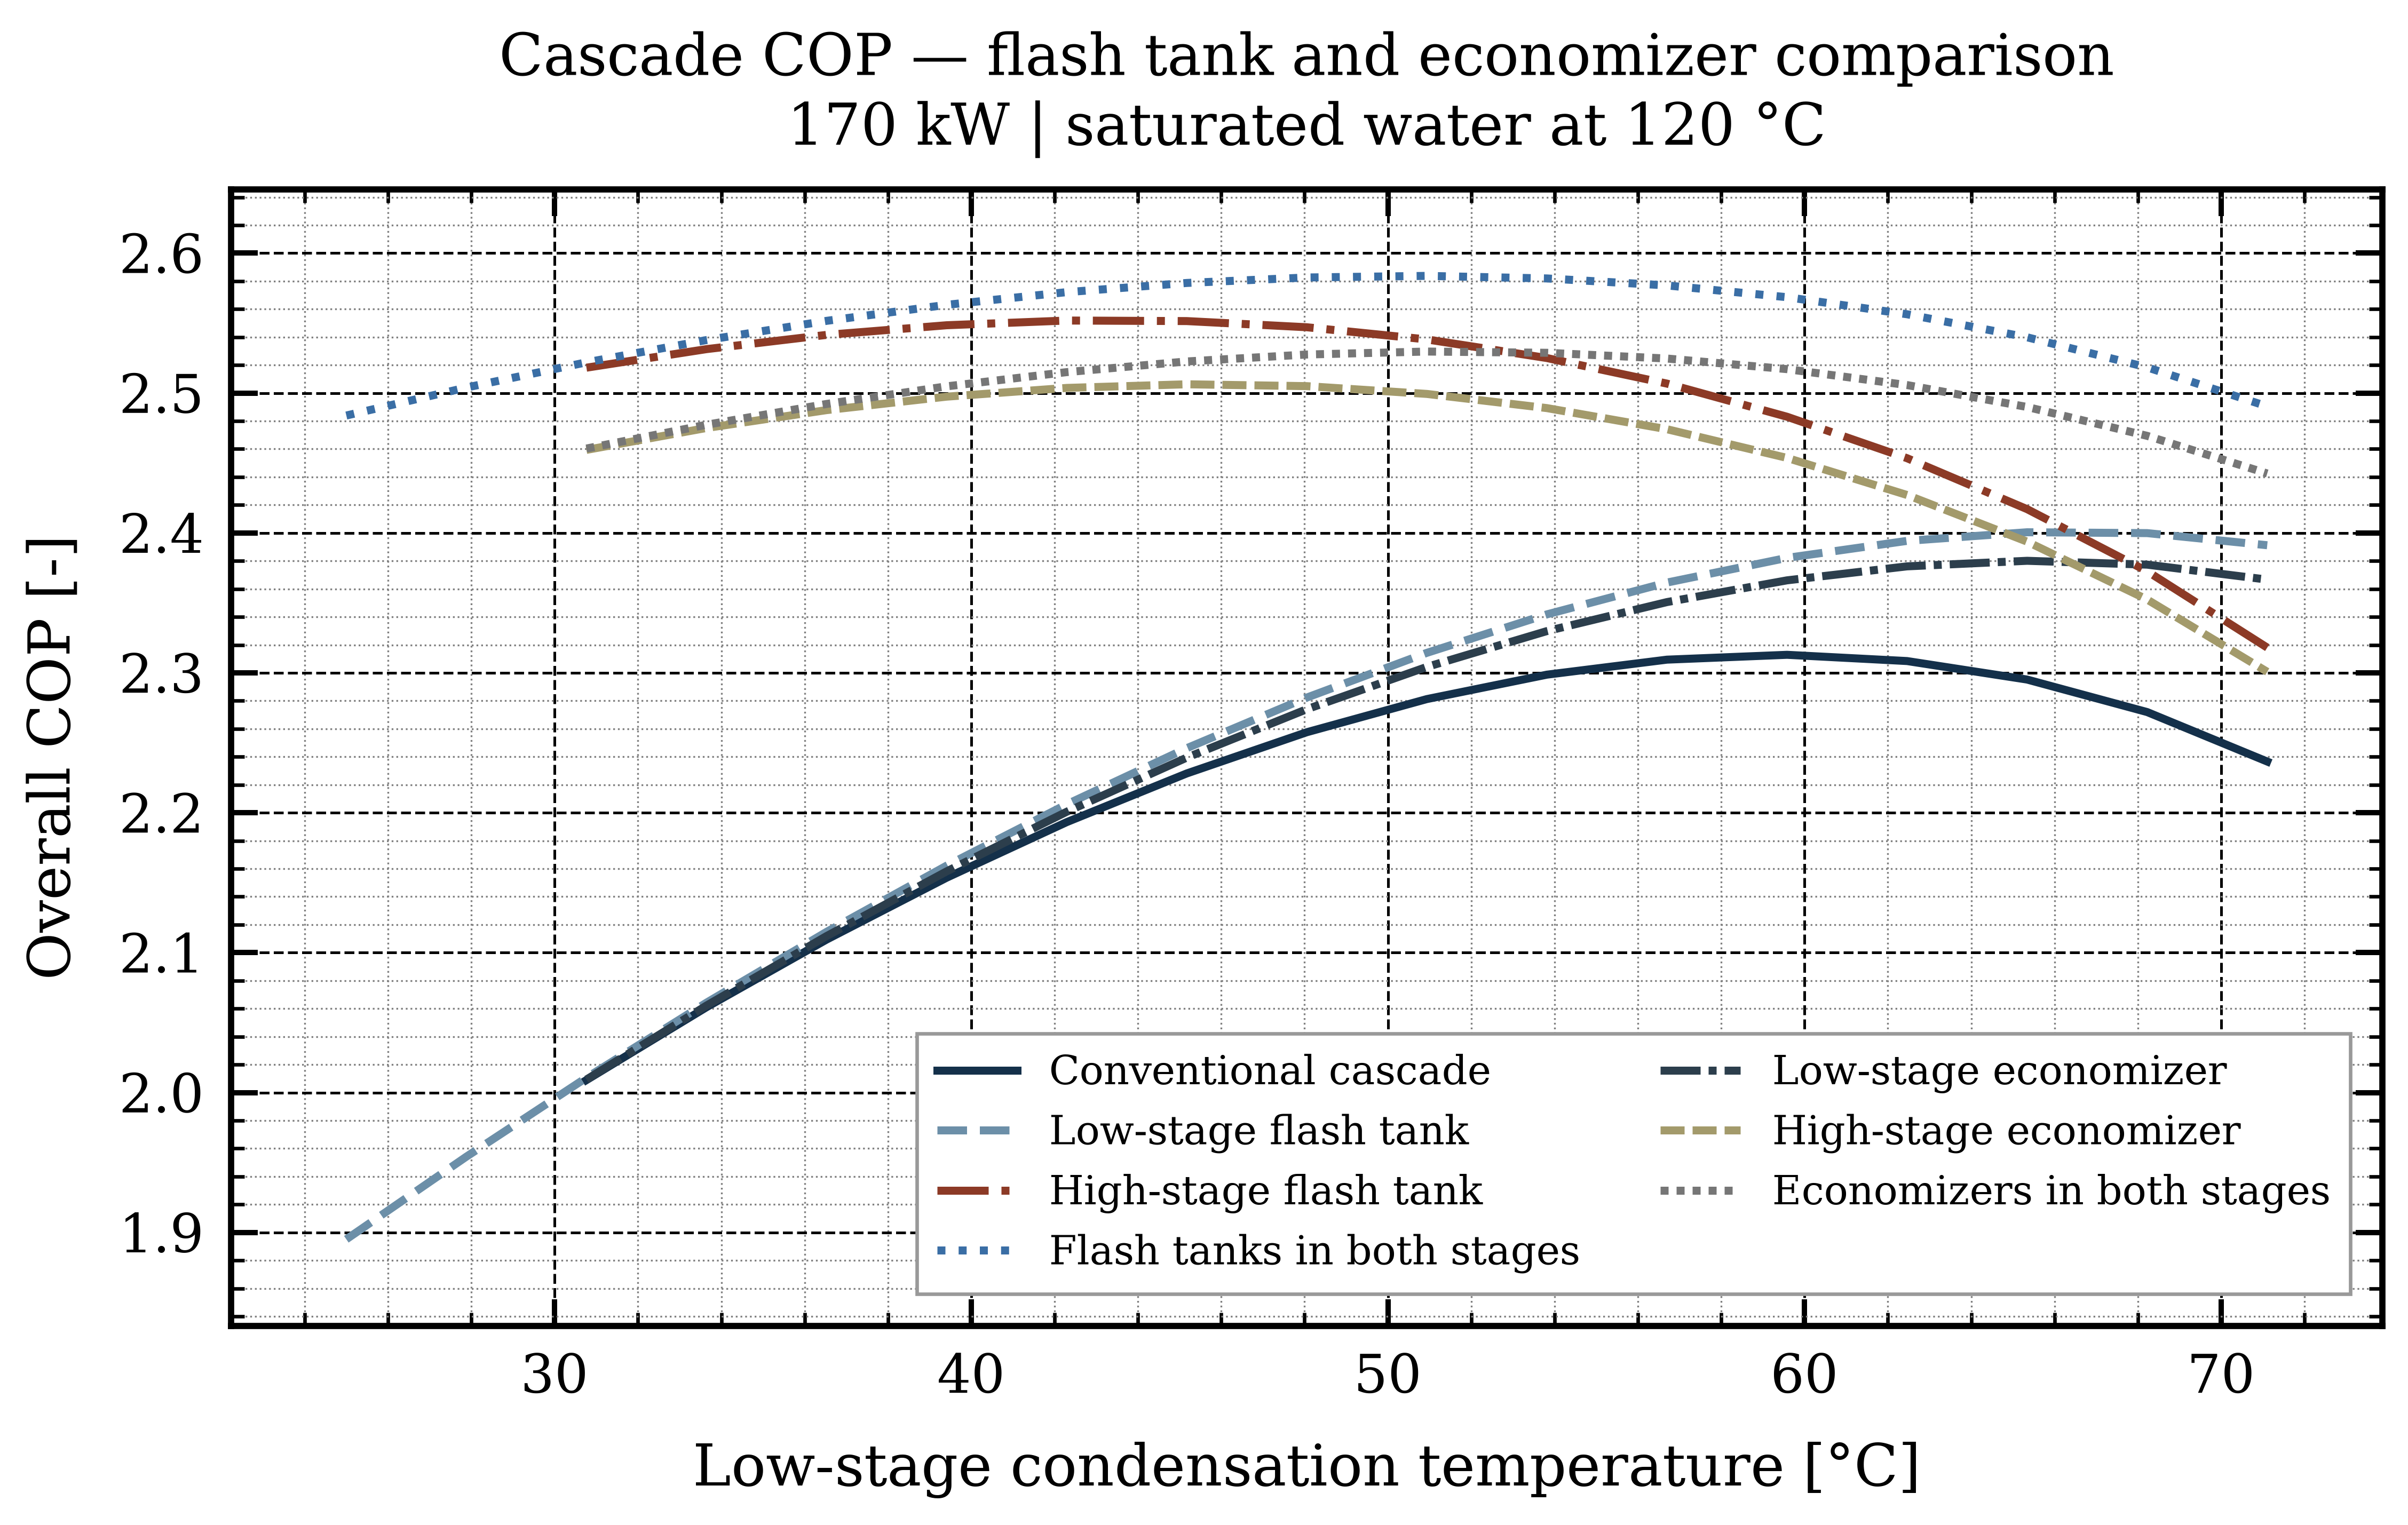 Cascade COP — flash tank and economizer comparison
170 kW | saturated water at 120 °C
Overall COP [-]
2.6
2.5
2.4
2.3
2.2
2.1
2.0
1.9
Conventional cascade
Low-stage flash tank
High-stage flash tank
Flash tanks in both stages
Low-stage economizer
High-stage economizer
Economizers in both stages
30 40 50 60 70
Low-stage condensation temperature [°C]